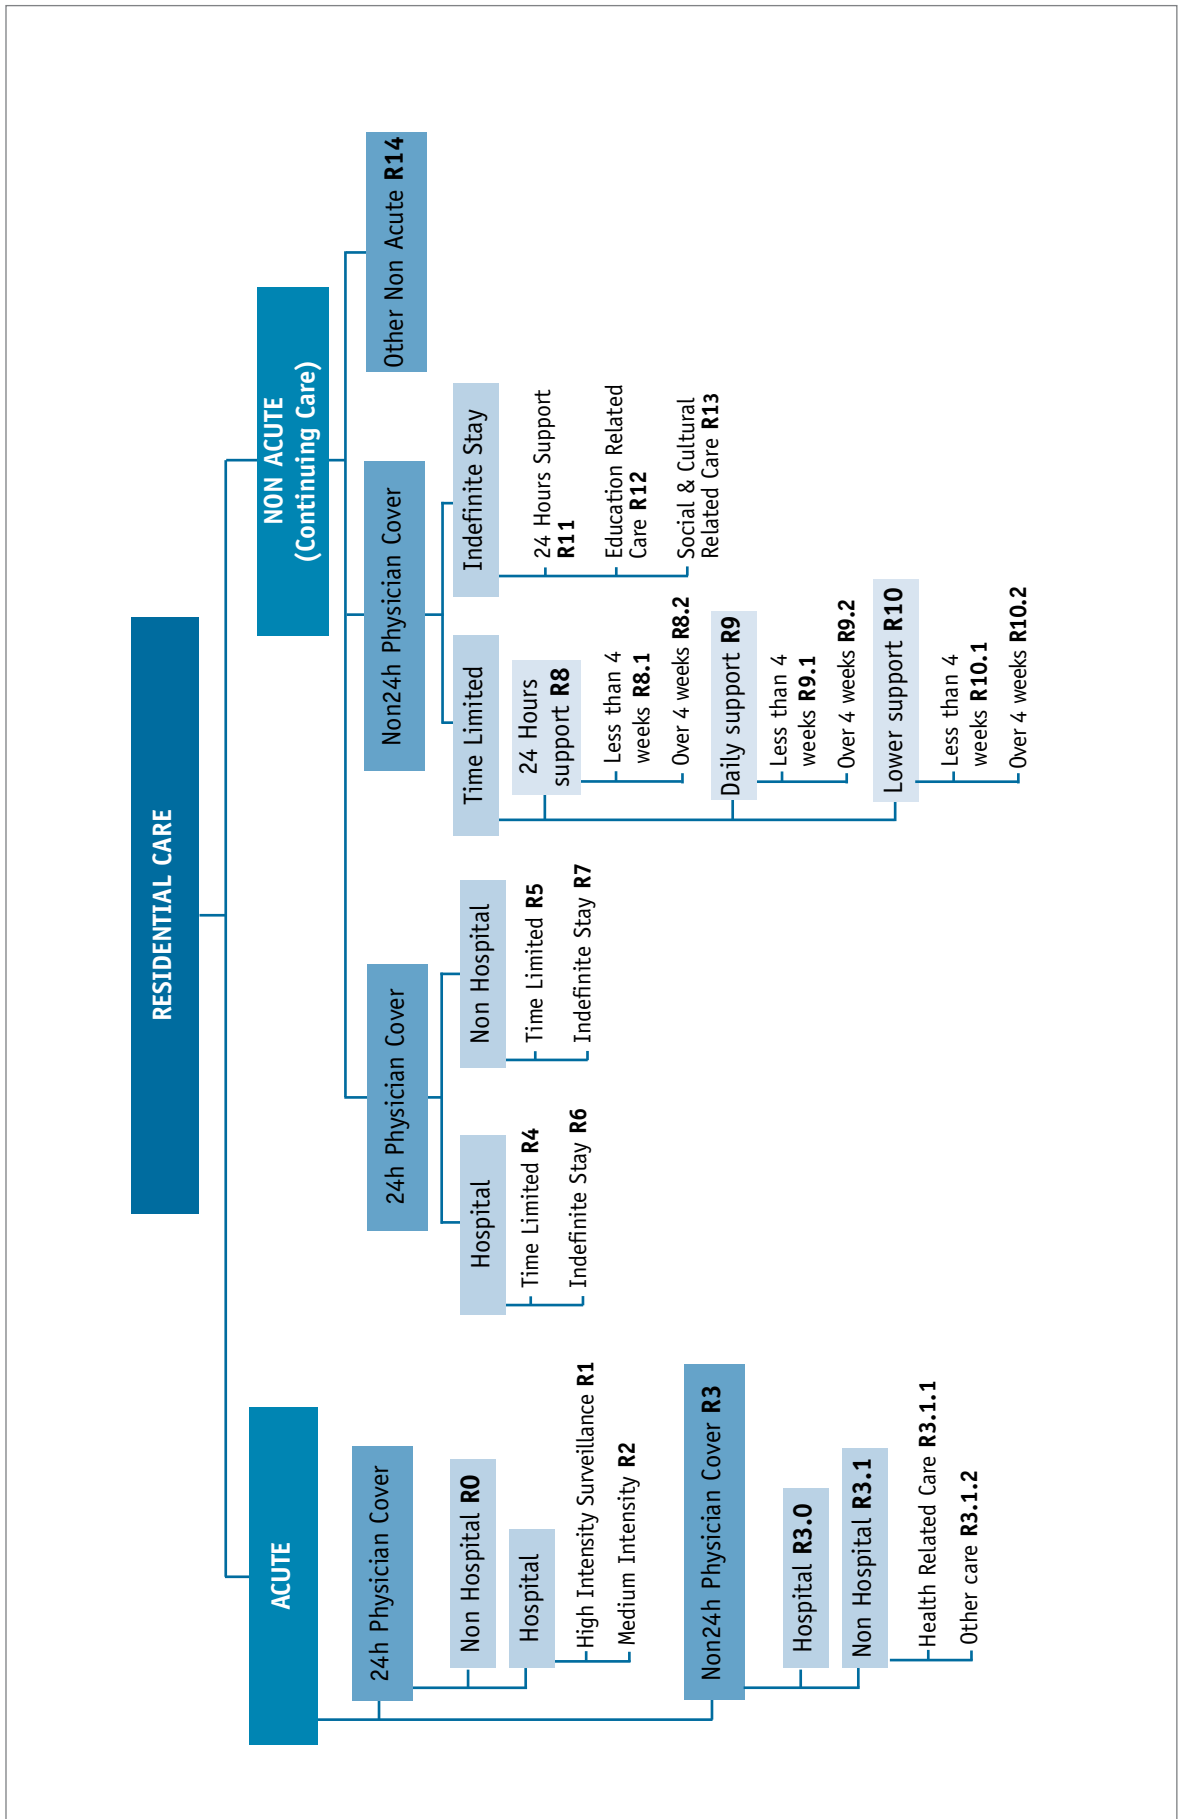 RESIDENTIAL CARE
ACUTE
24h Physician Cover
Non Hospital R0
Hospital
High Intensity Surveillance R1
Medium Intensity R2
Non24h Physician Cover R3
Hospital R3.0
Non Hospital R3.1
Health Related Care R3.1.1
Other care R3.1.2
NON ACUTE
(Continuing Care)
24h Physician Cover
Hospital
Time Limited R4
Indefinite Stay R6
Non Hospital
Time Limited R5
Indefinite Stay R7
Non24h Physician Cover
Time Limited
24 Hours
support R8
Less than 4
weeks R8.1
Over 4 weeks R8.2
Daily support R9
Less than 4
weeks R9.1
Over 4 weeks R9.2
Lower support R10
Less than 4
weeks R10.1
Over 4 weeks R10.2
Indefinite Stay
24 Hours Support
R11
Education Related
Care R12
Social & Cultural
Related Care R13
Other Non Acute R14